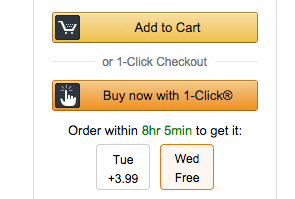 Add to Cart
or 1-Click Checkout
Buy now with 1-Click®
Order within 8hr 5min to get it:
Tue Wed
+3.99 Free